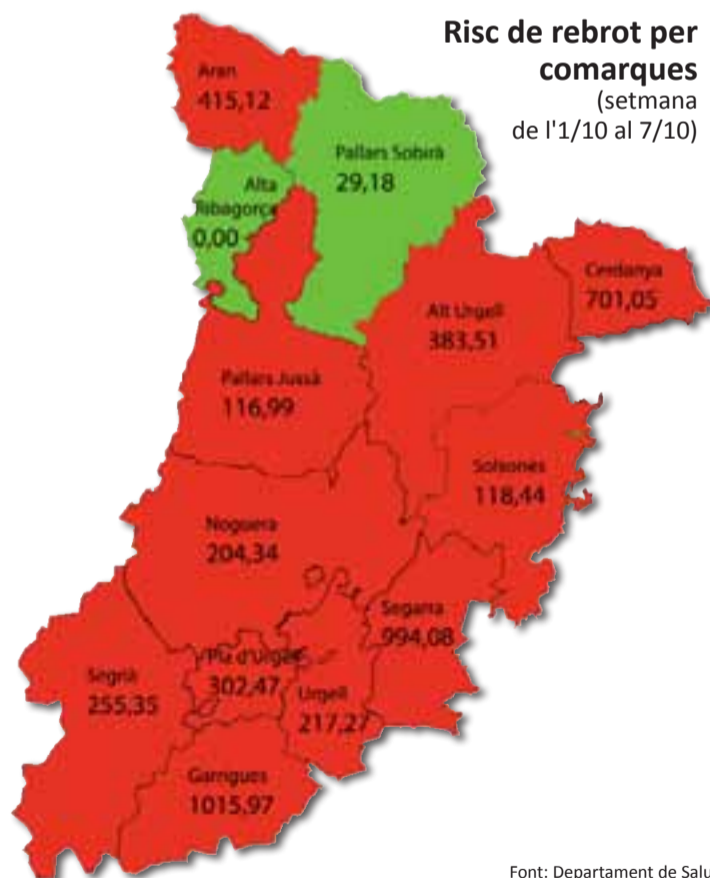 Risc de rebrot per
comarques
(setmana
de l'1/10 al 7/10)
Aran
415,12
Pallars Sobirà
29,18
Alta
Ribagorça
0,00
Cerdanya
701,05
Alt Urgell
383,51
Pallars Jussà
116,99
Solsonès
118,44
Noguera
204,34
Segarra
994,08
Pla d'Urgell
302,47
Segrià
255,35
Urgell
217,27
Garrigues
1015,97
Font: Departament de Salu